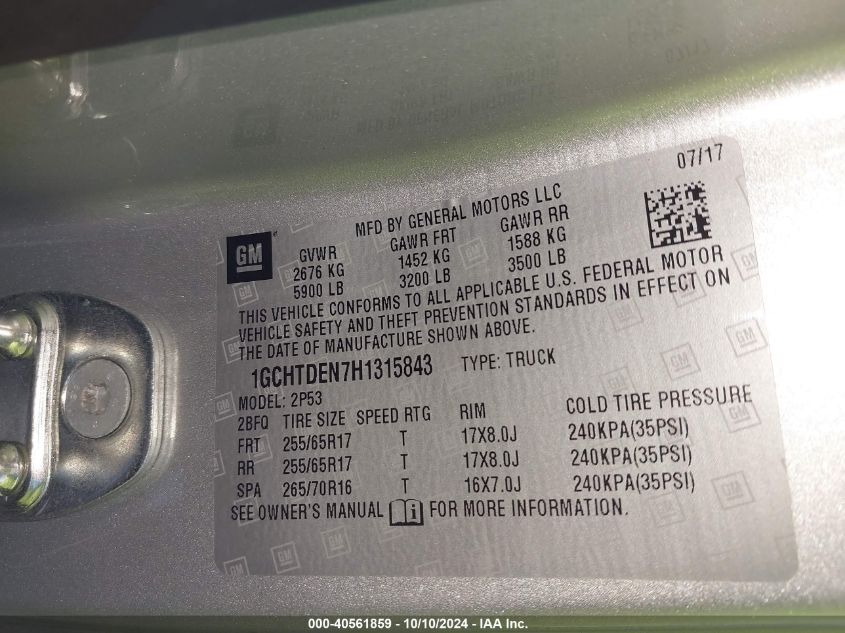 07/17
MFD BY GENERAL MOTORS LLC
GM
GVWR GAWR FRT GAWR RR
2676 KG 1452 KG 1588 KG
5900 LB 3200 LB 3500 LB
THIS VEHICLE CONFORMS TO ALL APPLICABLE U.S. FEDERAL MOTOR
VEHICLE SAFETY AND THEFT PREVENTION STANDARDS IN EFFECT ON
THE DATE OF MANUFACTURE SHOWN ABOVE.
1GCHTDEN7H1315843 TYPE: TRUCK
MODEL: 2P53
2BFQ TIRE SIZE SPEED RTG RIM COLD TIRE PRESSURE
FRT 255/65R17 T 17X8.0J 240KPA(35PSI)
RR 255/65R17 T 17X8.0J 240KPA(35PSI)
SPA 265/70R16 T 16X7.0J 240KPA(35PSI)
SEE OWNER'S MANUAL i FOR MORE INFORMATION.
000-40561859 - 10/10/2024 - IAA Inc.